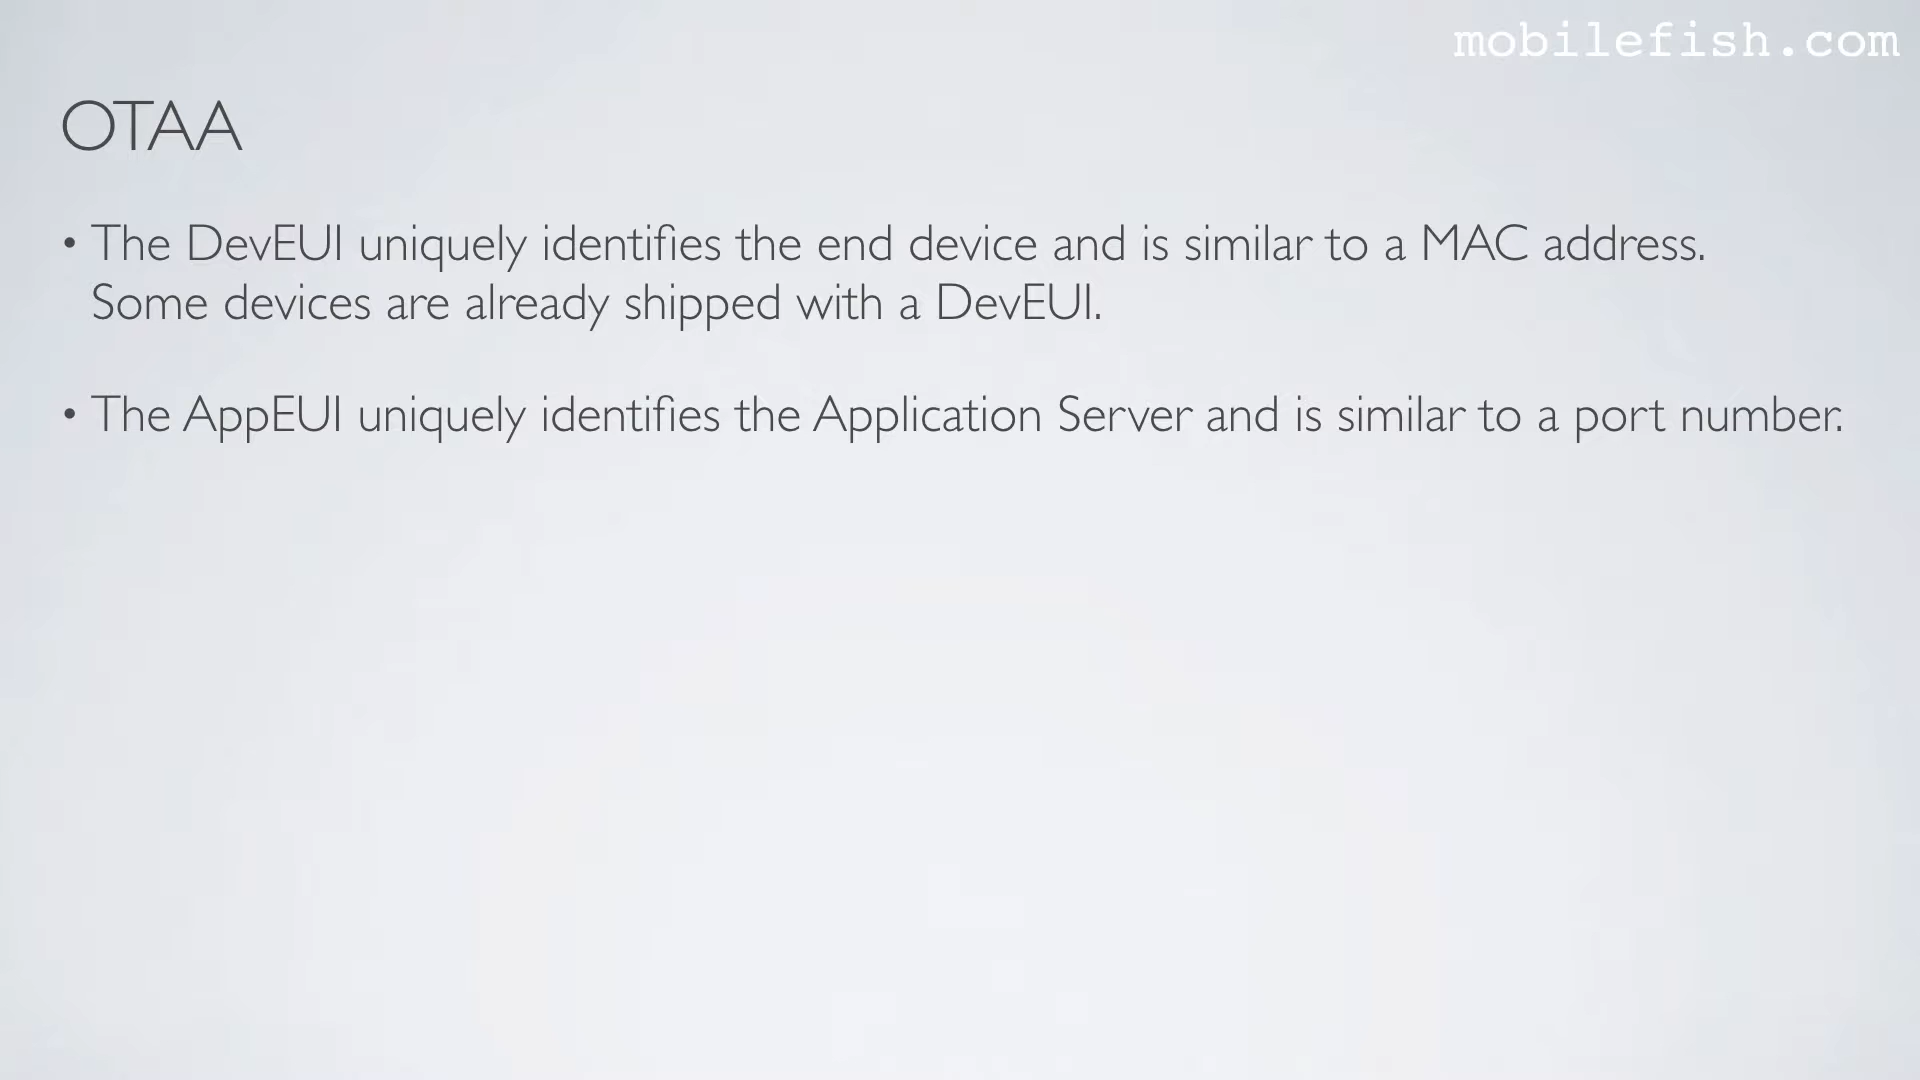 mobilefish.com
OTAA
• The DevEUI uniquely identifies the end device and is similar to a MAC address.
Some devices are already shipped with a DevEUI.
• The AppEUI uniquely identifies the Application Server and is similar to a port number.